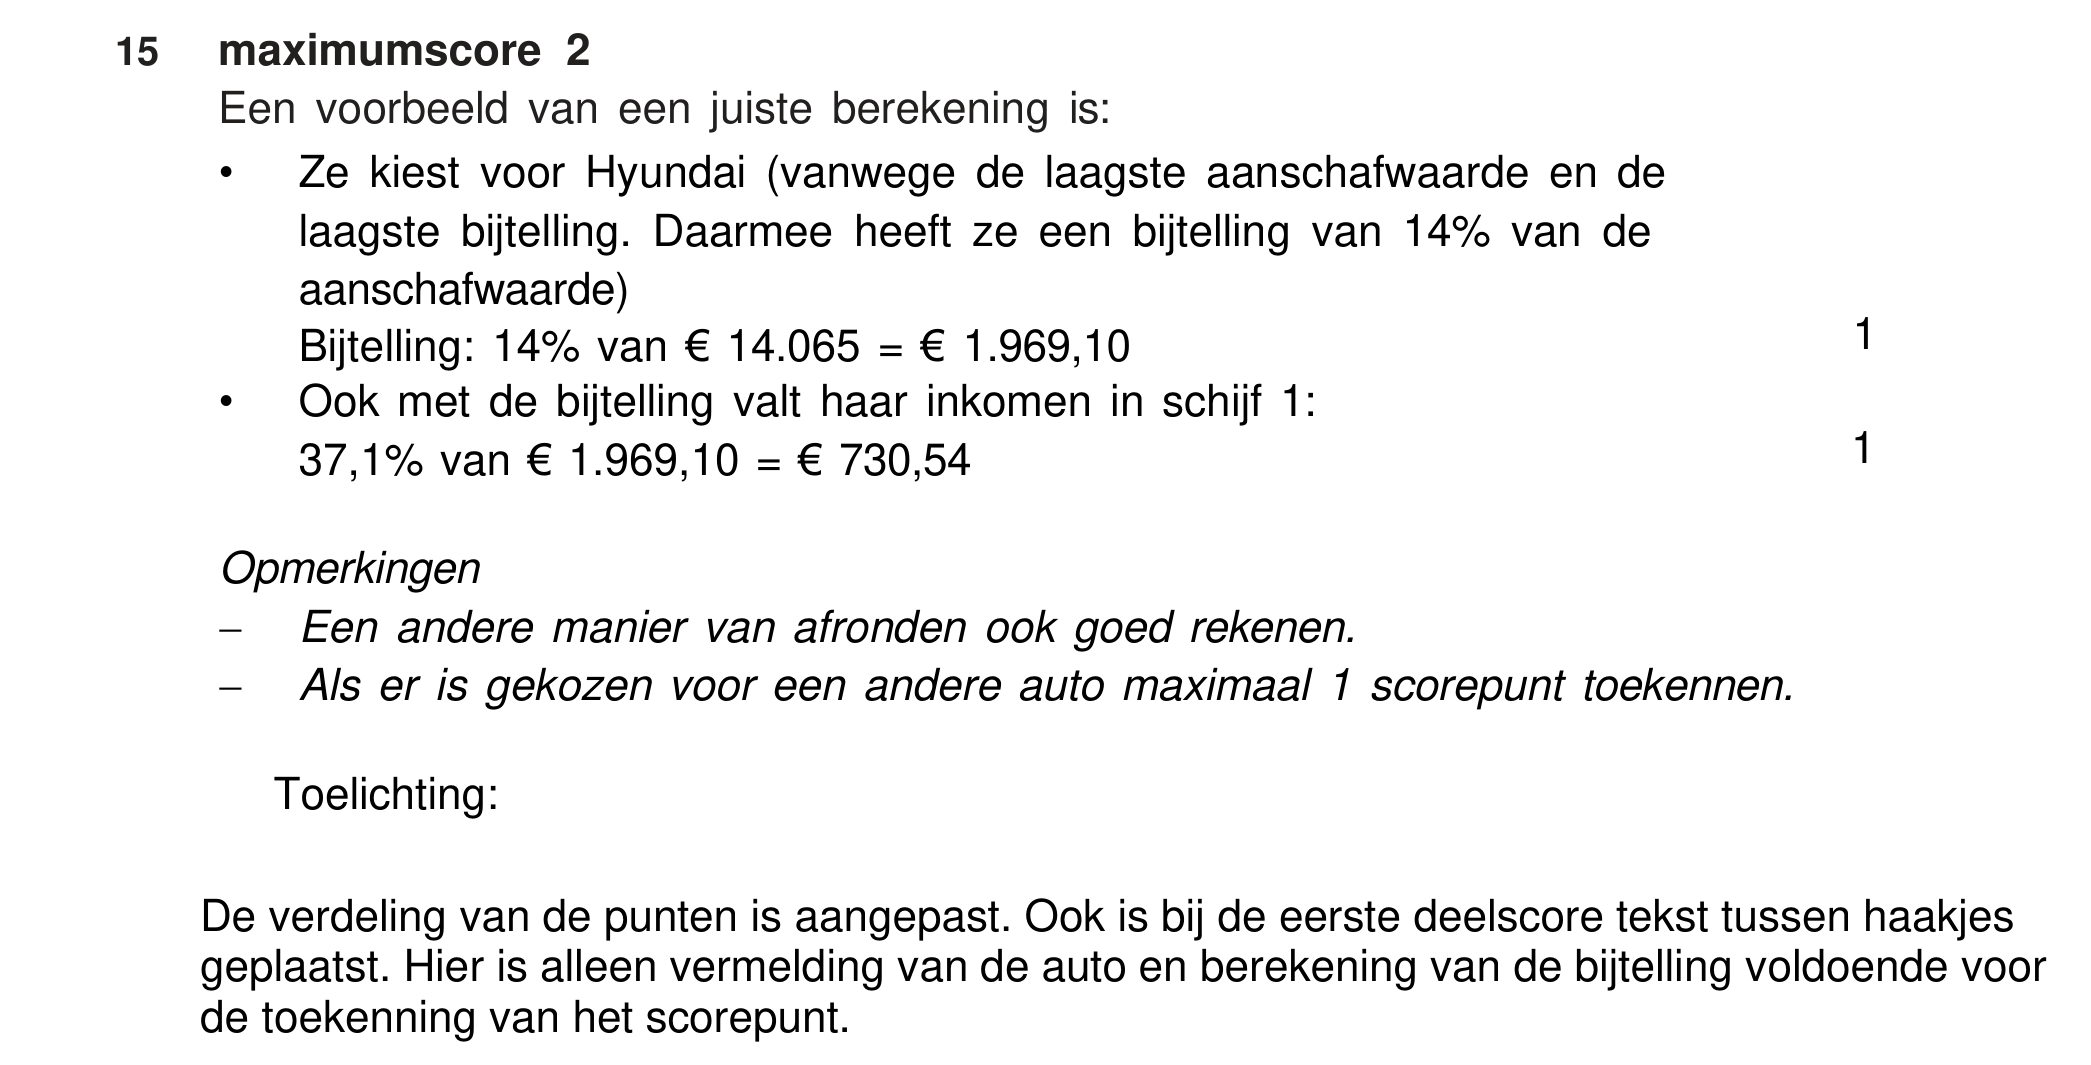 15 maximumscore 2
Een voorbeeld van een juiste berekening is:
• Ze kiest voor Hyundai (vanwege de laagste aanschafwaarde en de
laagste bijtelling. Daarmee heeft ze een bijtelling van 14% van de
aanschafwaarde)
Bijtelling: 14% van € 14.065 = € 1.969,10 1
• Ook met de bijtelling valt haar inkomen in schijf 1:
37,1% van € 1.969,10 = € 730,54 1
Opmerkingen
– Een andere manier van afronden ook goed rekenen.
– Als er is gekozen voor een andere auto maximaal 1 scorepunt toekennen.
Toelichting:
De verdeling van de punten is aangepast. Ook is bij de eerste deelscore tekst tussen haakjes
geplaatst. Hier is alleen vermelding van de auto en berekening van de bijtelling voldoende voor
de toekenning van het scorepunt.